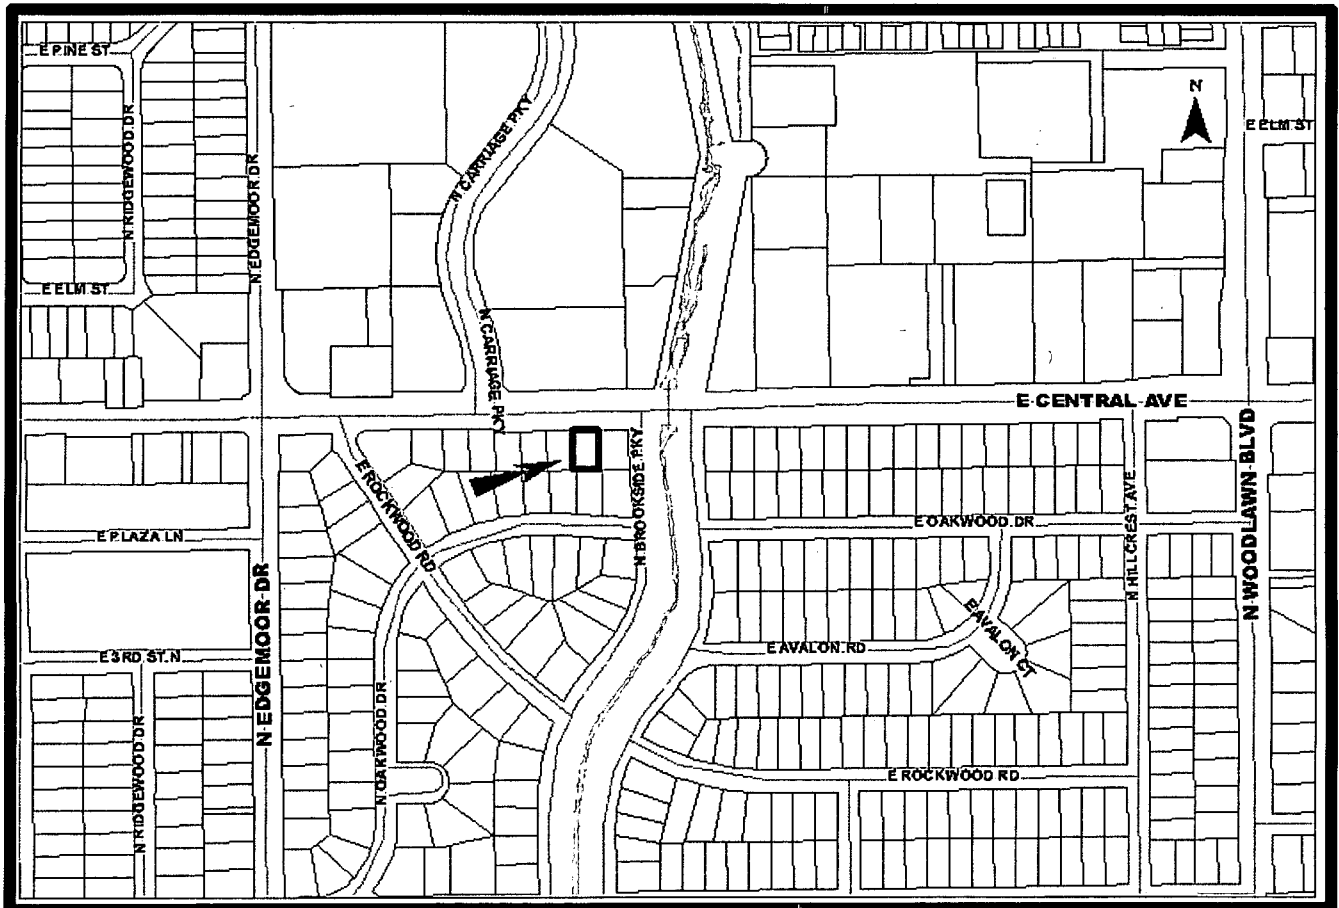 E PINE ST
N RIDGEWOOD DR
N EDGEMOOR DR
N CARRIAGE PKY
N
E ELM ST
E ELM ST
N CARRIAGE PKY
E CENTRAL AVE
E ROCKWOOD RD
N BROOKSIDE PKY
N HILLCREST AVE
N WOODLAWN BLVD
E PLAZA LN
E OAKWOOD DR
N EDGEMOOR DR
E AVALON CT
E 3RD ST N
E AVALON RD
N RIDGEWOOD DR
N OAKWOOD DR
E ROCKWOOD RD